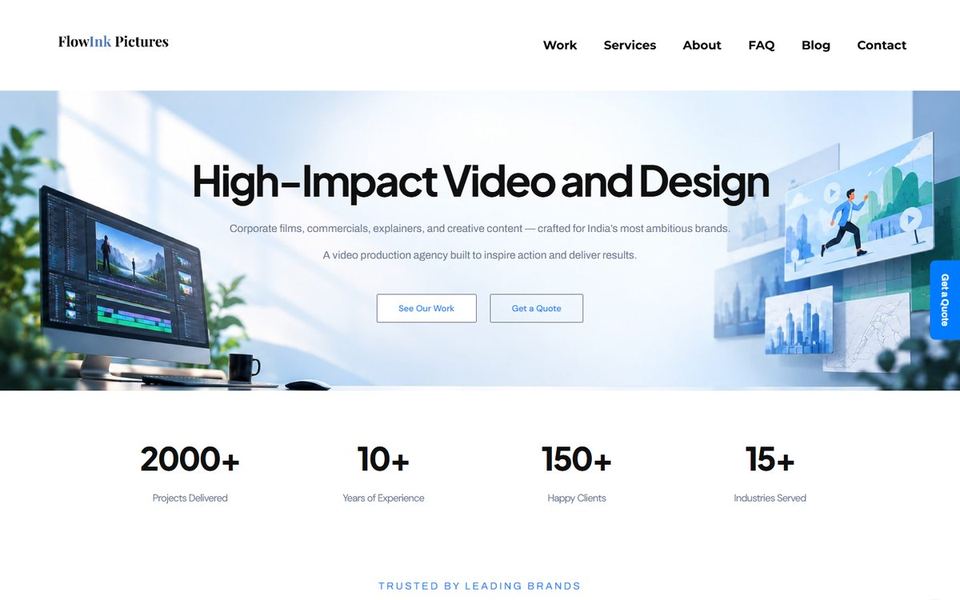 FlowInk Pictures
Work Services About FAQ Blog Contact
High-Impact Video and Design
Corporate films, commercials, explainers, and creative content — crafted for India's most ambitious brands.
A video production agency built to inspire action and deliver results.
See Our Work Get a Quote
Get a Quote
2000+ 10+ 150+ 15+
Projects Delivered Years of Experience Happy Clients Industries Served
TRUSTED BY LEADING BRANDS